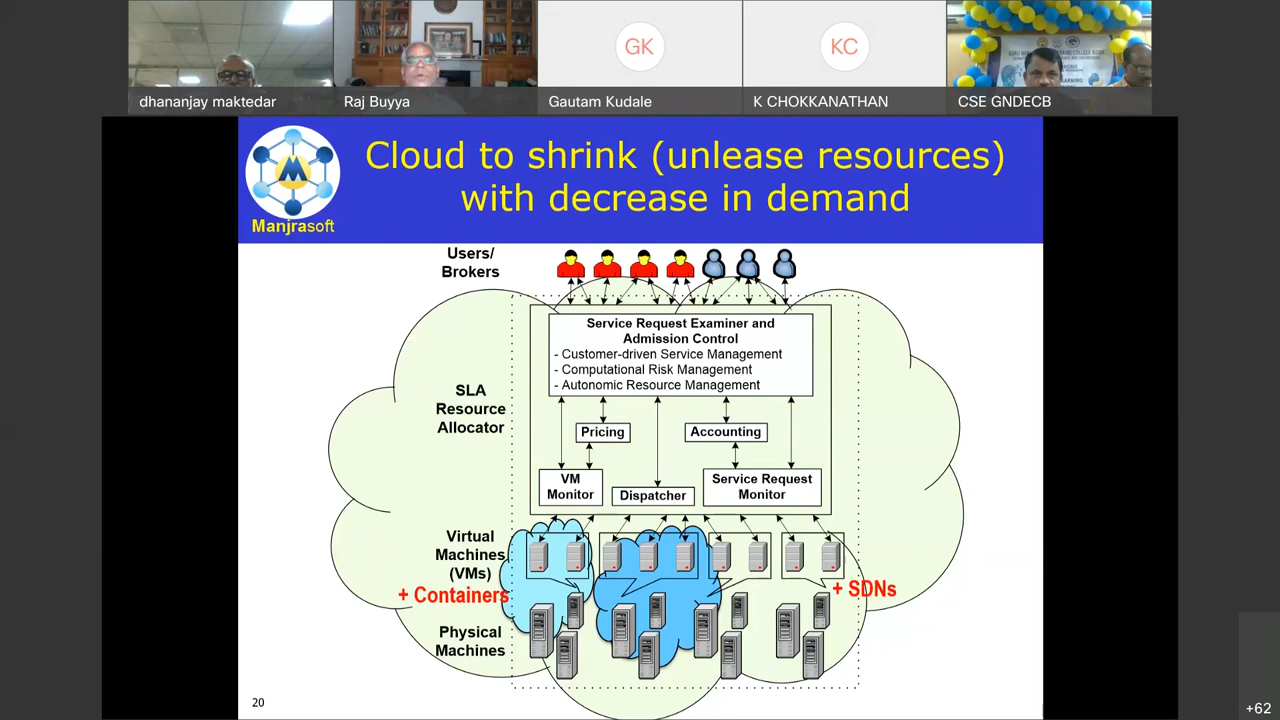 GK
KC
dhananjay maktedar
Raj Buyya
Gautam Kudale
K CHOKKANATHAN
CSE GNDECB
Manjrasoft
Cloud to shrink (unlease resources)
with decrease in demand
Users/
Brokers
Service Request Examiner and
Admission Control
- Customer-driven Service Management
- Computational Risk Management
- Autonomic Resource Management
SLA
Resource
Allocator
Pricing
Accounting
VM
Monitor
Dispatcher
Service Request
Monitor
Virtual
Machines
(VMs)
+ Containers
+ SDNs
Physical
Machines
20
+62